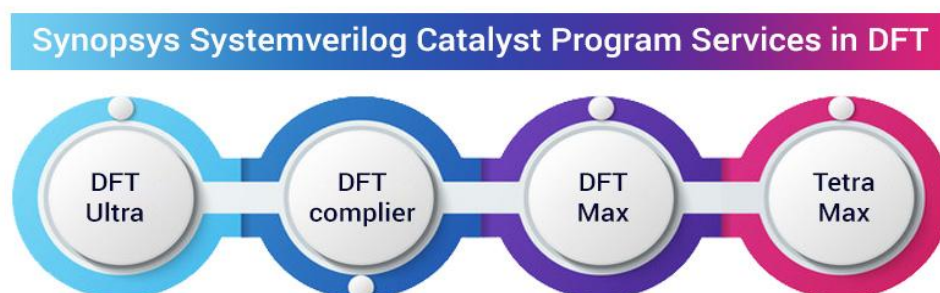 Synopsys Systemverilog Catalyst Program Services in DFT
DFT
Ultra
DFT
complier
DFT
Max
Tetra
Max